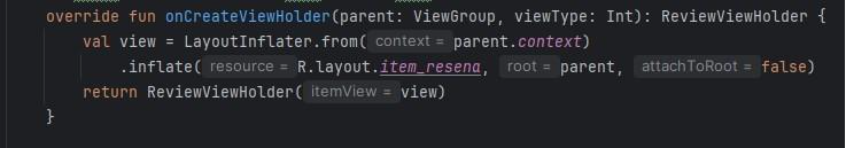 override fun onCreateViewHolder(parent: ViewGroup, viewType: Int): ReviewViewHolder {
val view = LayoutInflater.from( context = parent.context)
.inflate( resource = R.layout.item_resena, root = parent, attachToRoot = false)
return ReviewViewHolder( itemView = view)
}